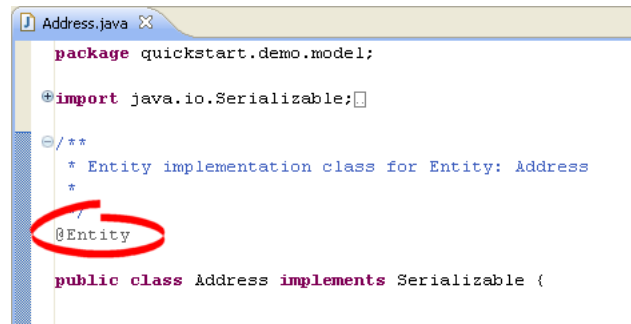 Address.java
package quickstart.demo.model;
import java.io.Serializable;
/**
* Entity implementation class for Entity: Address
*
*/
@Entity
public class Address implements Serializable {